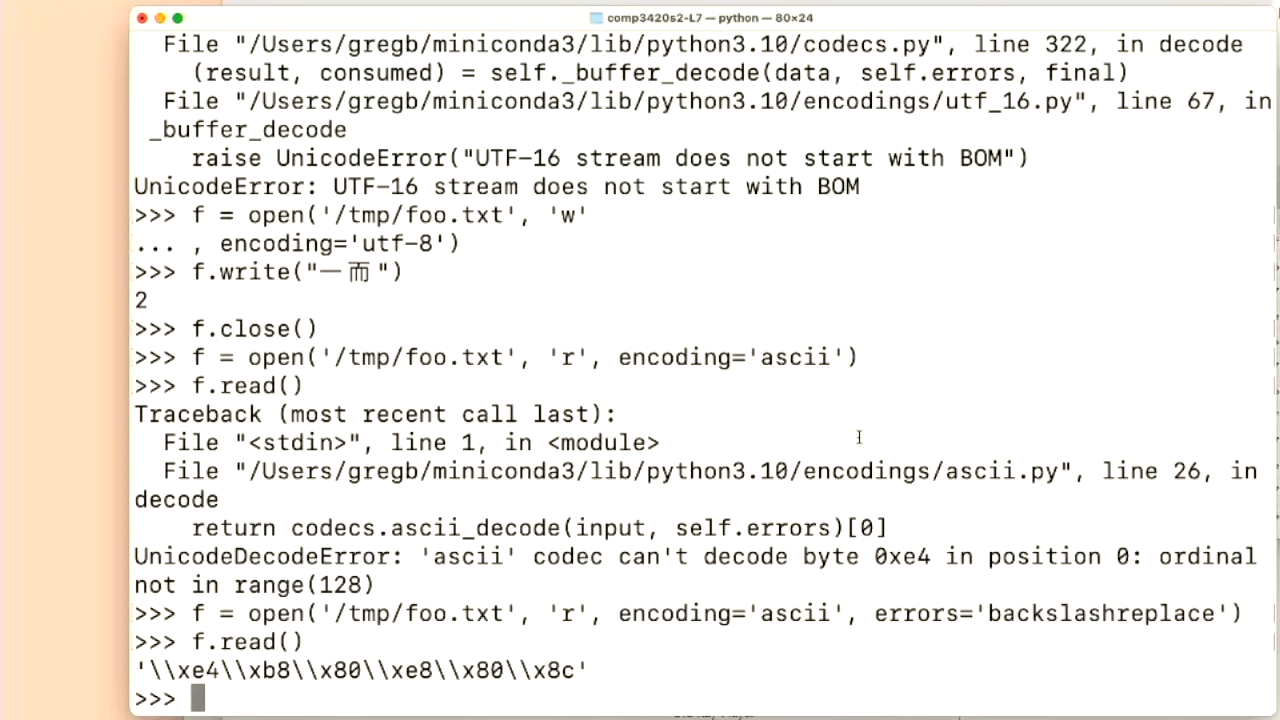 comp3420s2-L7 — python — 80×24
File "/Users/gregb/miniconda3/lib/python3.10/codecs.py", line 322, in decode
(result, consumed) = self._buffer_decode(data, self.errors, final)
File "/Users/gregb/miniconda3/lib/python3.10/encodings/utf_16.py", line 67, in
_buffer_decode
raise UnicodeError("UTF-16 stream does not start with BOM")
UnicodeError: UTF-16 stream does not start with BOM
>>> f = open('/tmp/foo.txt', 'w'
... , encoding='utf-8')
>>> f.write("一而")
2
>>> f.close()
>>> f = open('/tmp/foo.txt', 'r', encoding='ascii')
>>> f.read()
Traceback (most recent call last):
File "<stdin>", line 1, in <module>
File "/Users/gregb/miniconda3/lib/python3.10/encodings/ascii.py", line 26, in
decode
return codecs.ascii_decode(input, self.errors)[0]
UnicodeDecodeError: 'ascii' codec can't decode byte 0xe4 in position 0: ordinal
not in range(128)
>>> f = open('/tmp/foo.txt', 'r', encoding='ascii', errors='backslashreplace')
>>> f.read()
'\\xe4\\xb8\\x80\\xe8\\x80\\x8c'
>>>